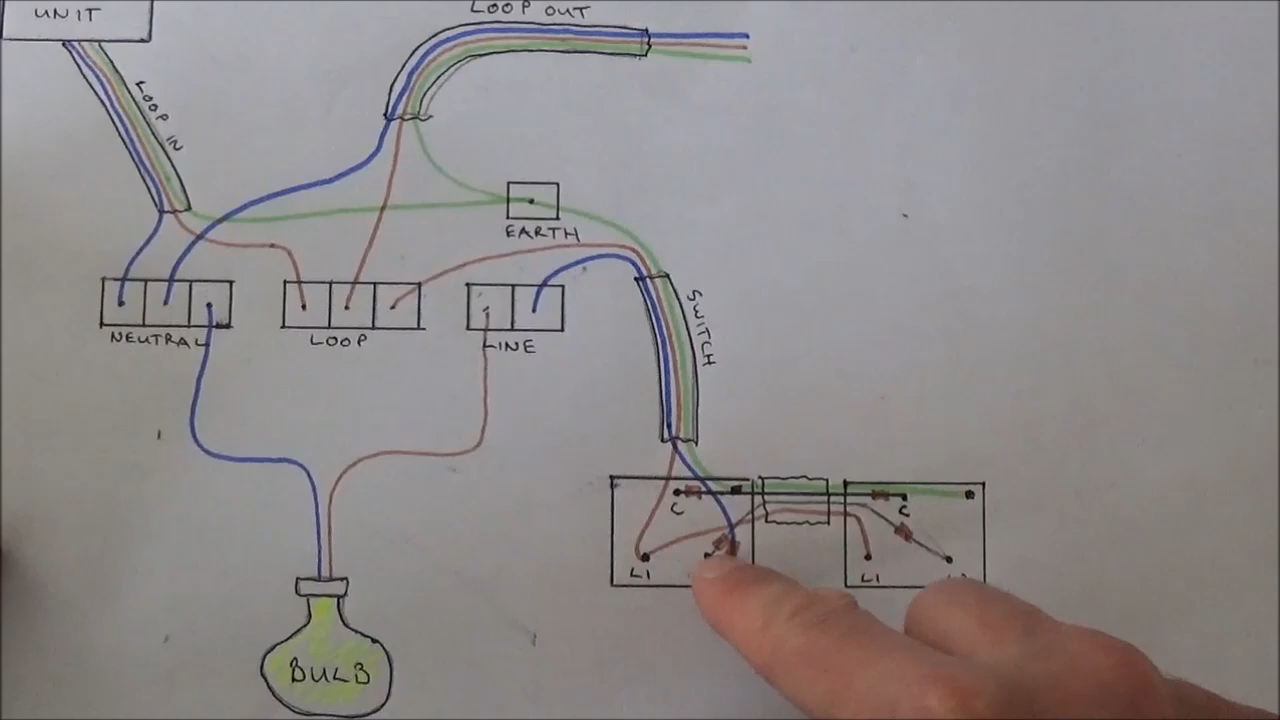 UNIT
LOOP OUT
LOOP IN
EARTH
NEUTRAL
LOOP
LINE
SWITCH
C
C
L1
L1
BULB